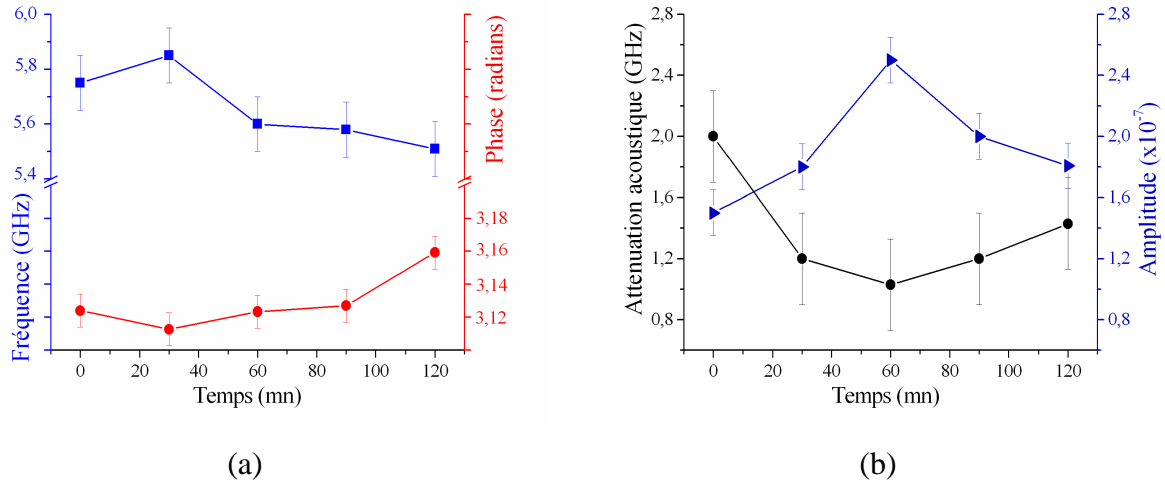 6,0
5,8
5,6
5,4
Fréquence (GHz)
Phase (radians)
3,18
3,16
3,14
3,12
0 20 40 60 80 100 120
Temps (mn)
(a)
2,8
2,4
2,0
1,6
1,2
0,8
Attenuation acoustique (GHz)
2,8
2,4
2,0
1,6
1,2
0,8
Amplitude (x10⁻⁷)
0 20 40 60 80 100 120
Temps (mn)
(b)